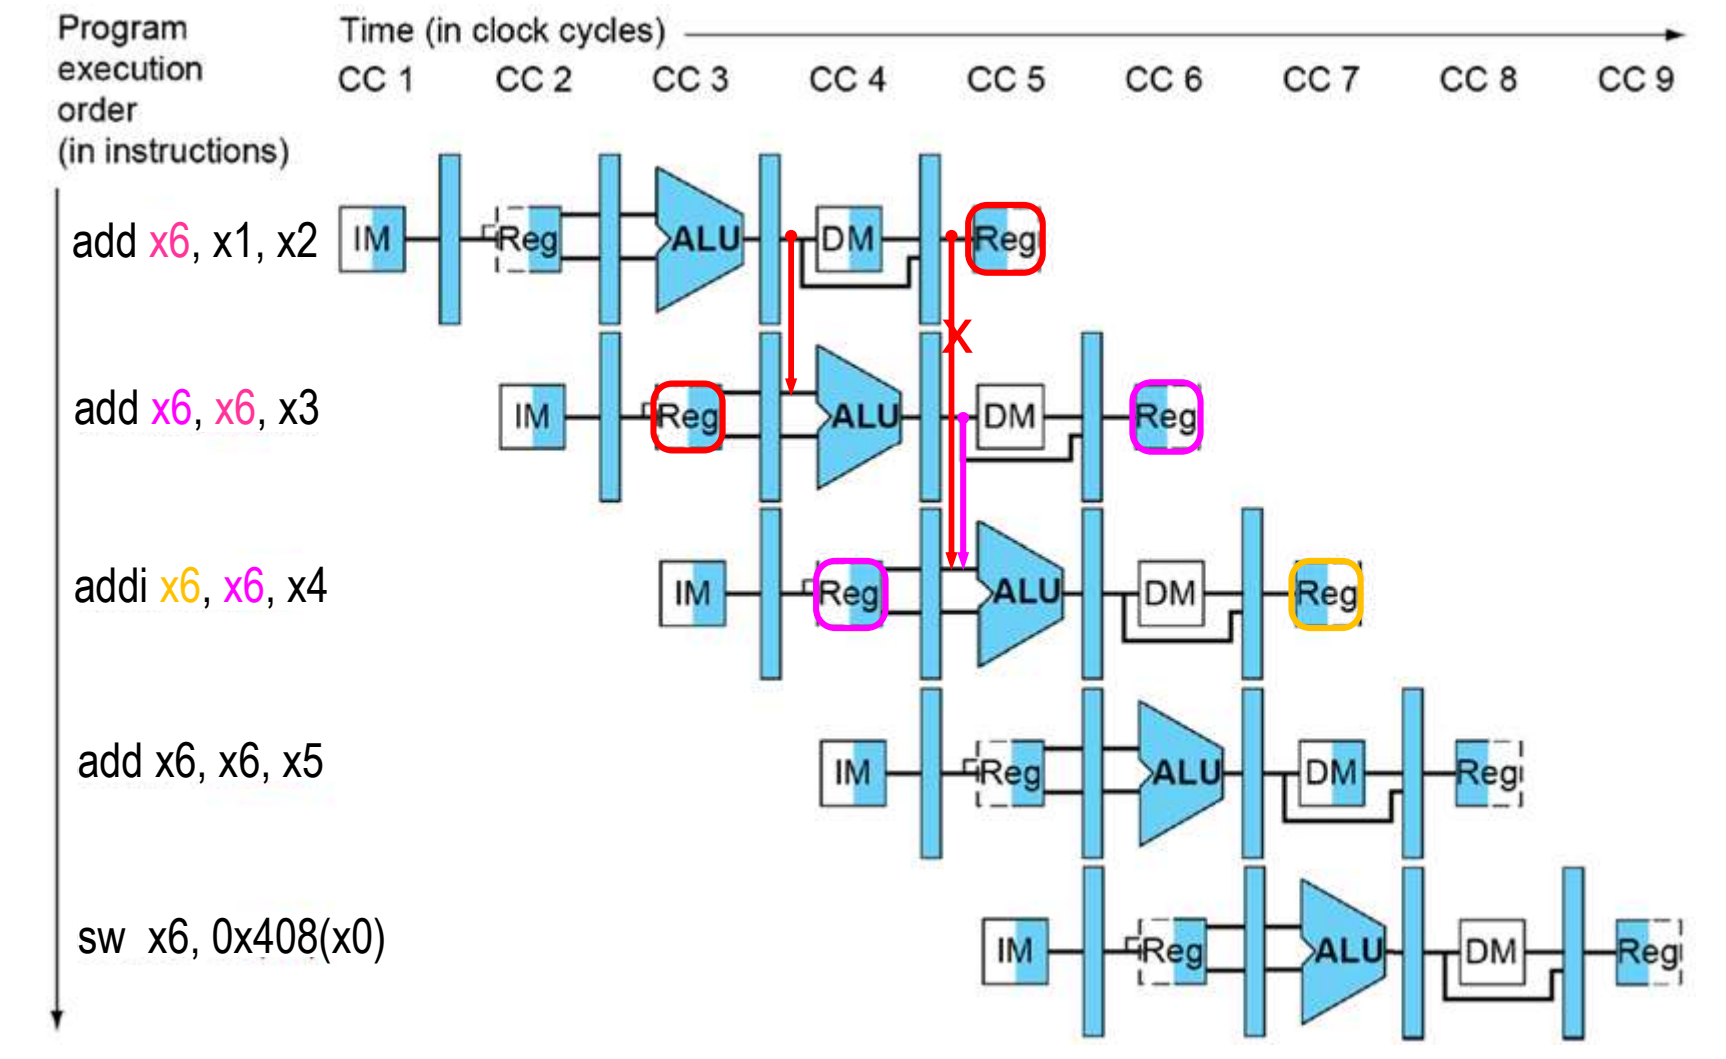 Program
execution
order
(in instructions)
Time (in clock cycles)
CC 1 CC 2 CC 3 CC 4 CC 5 CC 6 CC 7 CC 8 CC 9
add x6, x1, x2
IM Reg ALU DM Reg
X
add x6, x6, x3
IM Reg ALU DM Reg
addi x6, x6, x4
IM Reg ALU DM Reg
add x6, x6, x5
IM Reg ALU DM Reg
sw x6, 0x408(x0)
IM Reg ALU DM Reg